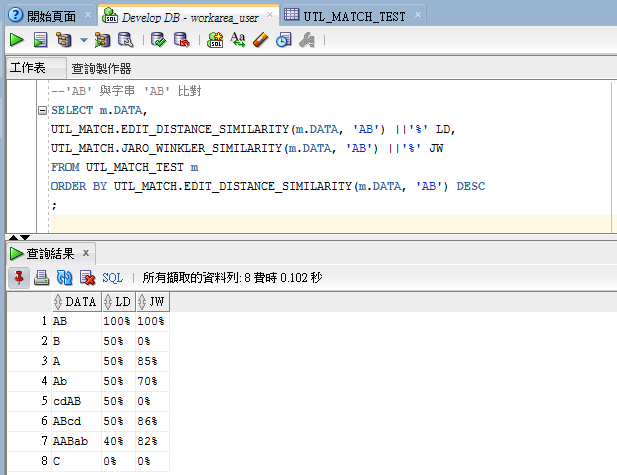 開始頁面 Develop DB - workarea_user UTL_MATCH_TEST
SQL Aa
工作表 查詢製作器
--'AB' 與字串 'AB' 比對
SELECT m.DATA,
UTL_MATCH.EDIT_DISTANCE_SIMILARITY(m.DATA, 'AB') ||'%' LD,
UTL_MATCH.JARO_WINKLER_SIMILARITY(m.DATA, 'AB') ||'%' JW
FROM UTL_MATCH_TEST m
ORDER BY UTL_MATCH.EDIT_DISTANCE_SIMILARITY(m.DATA, 'AB') DESC
;
查詢結果 x
SQL | 所有擷取的資料列: 8 費時 0.102 秒
DATA LD JW
1 AB 100% 100%
2 B 50% 0%
3 A 50% 85%
4 Ab 50% 70%
5 cdAB 50% 0%
6 ABcd 50% 86%
7 AABab 40% 82%
8 C 0% 0%